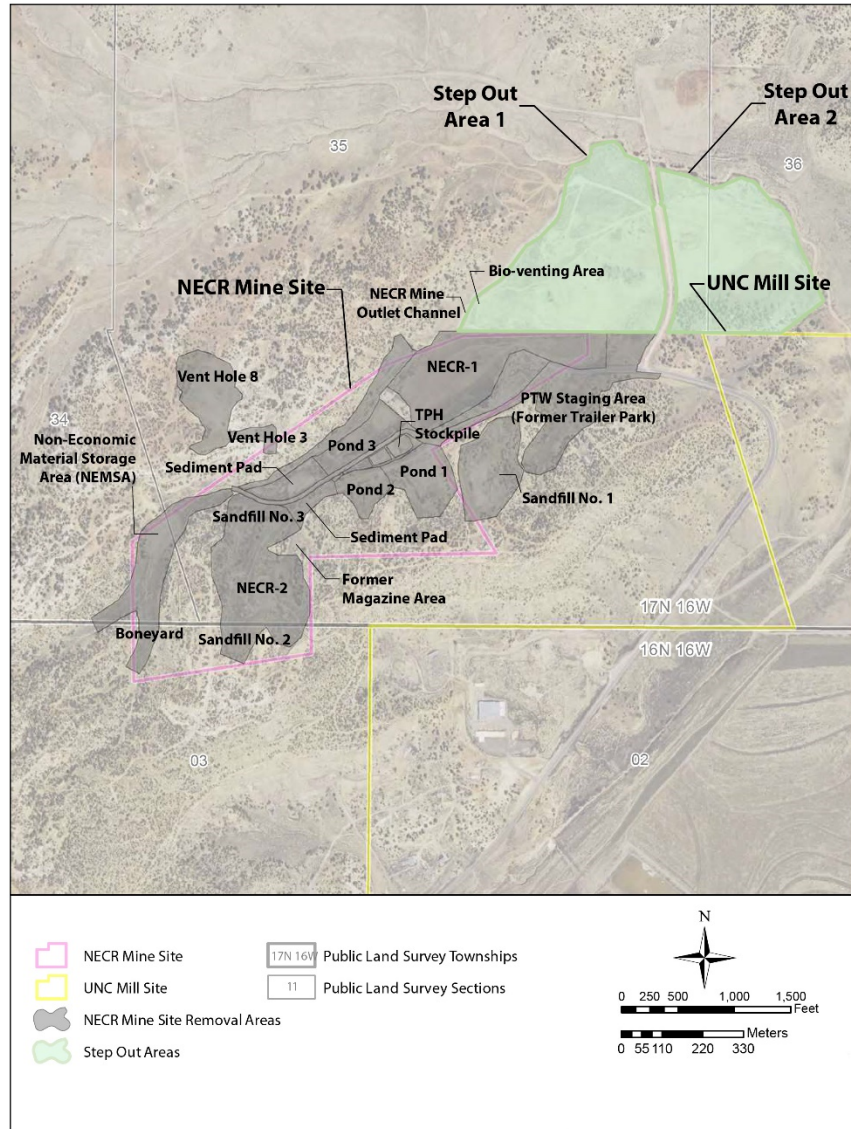 Step Out
Area 1
Step Out
Area 2
35
36
Bio-venting Area
UNC Mill Site
NECR Mine Site
NECR Mine
Outlet Channel
NECR-1
Vent Hole 8
34
PTW Staging Area
(Former Trailer Park)
TPH
Stockpile
Non-Economic
Material Storage
Area (NEMSA)
Vent Hole 3
Pond 3
Sediment Pad
Pond 1
Pond 2
Sandfill No. 1
Sandfill No. 3
Sediment Pad
NECR-2
Former
Magazine Area
17N 16W
Boneyard
Sandfill No. 2
16N 16W
03
02
NECR Mine Site
UNC Mill Site
NECR Mine Site Removal Areas
Step Out Areas
17N 16W
Public Land Survey Townships
11
Public Land Survey Sections
N
0 250 500 1,000 1,500
Feet
Meters
0 55 110 220 330